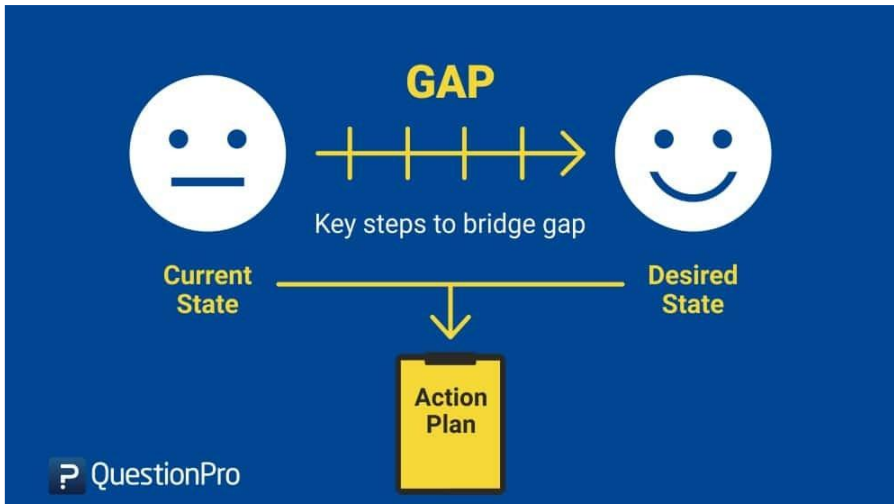 GAP
Key steps to bridge gap
Current
State
Desired
State
Action
Plan
QuestionPro